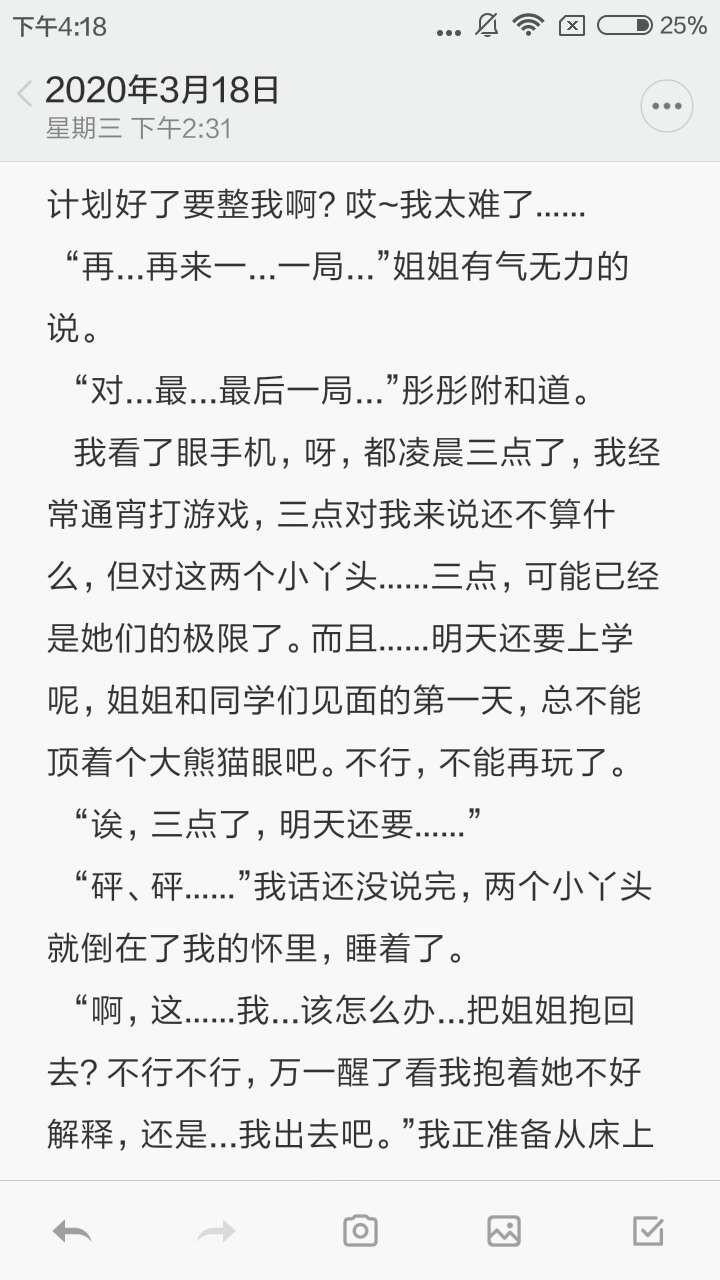 下午4:18
25%
2020年3月18日
星期三 下午2:31
计划好了要整我啊？哎~我太难了……
“再...再来一...一局...”姐姐有气无力的
说。
“对...最...最后一局...”彤彤附和道。
我看了眼手机，呀，都凌晨三点了，我经
常通宵打游戏，三点对我来说还不算什
么，但对这两个小丫头……三点，可能已经
是她们的极限了。而且……明天还要上学
呢，姐姐和同学们见面的第一天，总不能
顶着个大熊猫眼吧。不行，不能再玩了。
“诶，三点了，明天还要……”
“砰、砰……”我话还没说完，两个小丫头
就倒在了我的怀里，睡着了。
“啊，这……我...该怎么办...把姐姐抱回
去？不行不行，万一醒了看我抱着她不好
解释，还是...我出去吧。”我正准备从床上